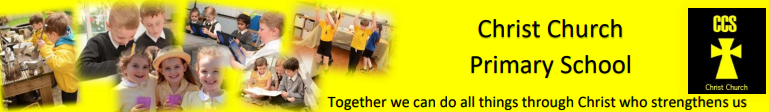 Christ Church
Primary School
CCS
Christ Church
Together we can do all things through Christ who strengthens us